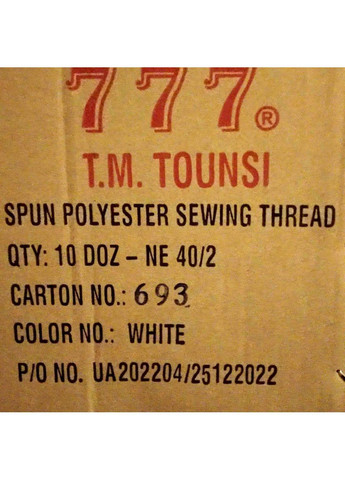 777®
T.M. TOUNSI
SPUN POLYESTER SEWING THREAD
QTY: 10 DOZ – NE 40/2
CARTON NO.: 693
COLOR NO.: WHITE
P/O NO. UA202204/25122022